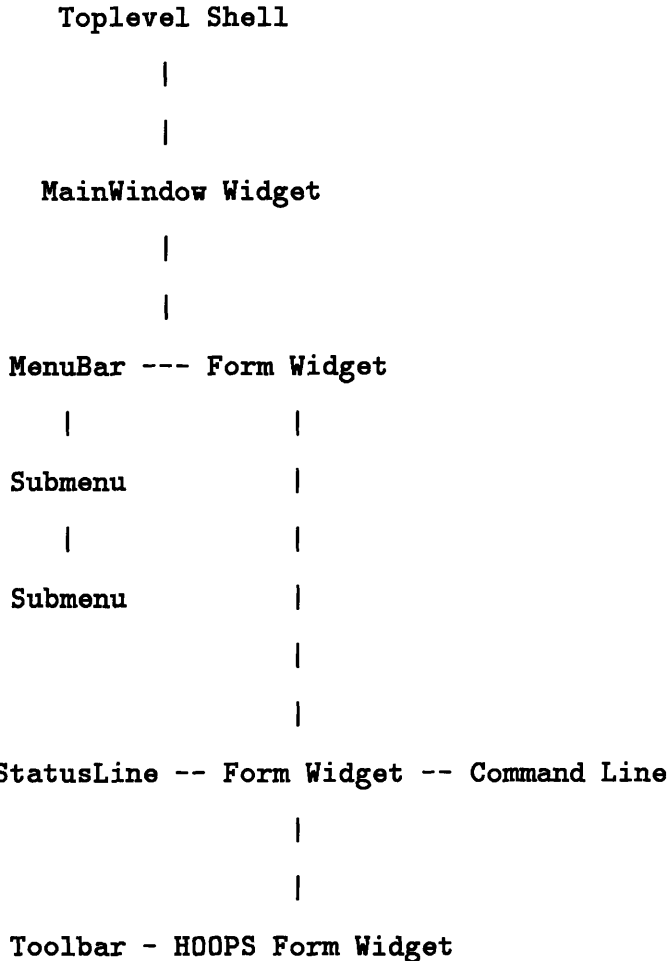 Toplevel Shell
|
|
MainWindow Widget
|
|
MenuBar --- Form Widget
| |
Submenu |
| |
Submenu |
|
|
StatusLine -- Form Widget -- Command Line
|
|
Toolbar - HOOPS Form Widget